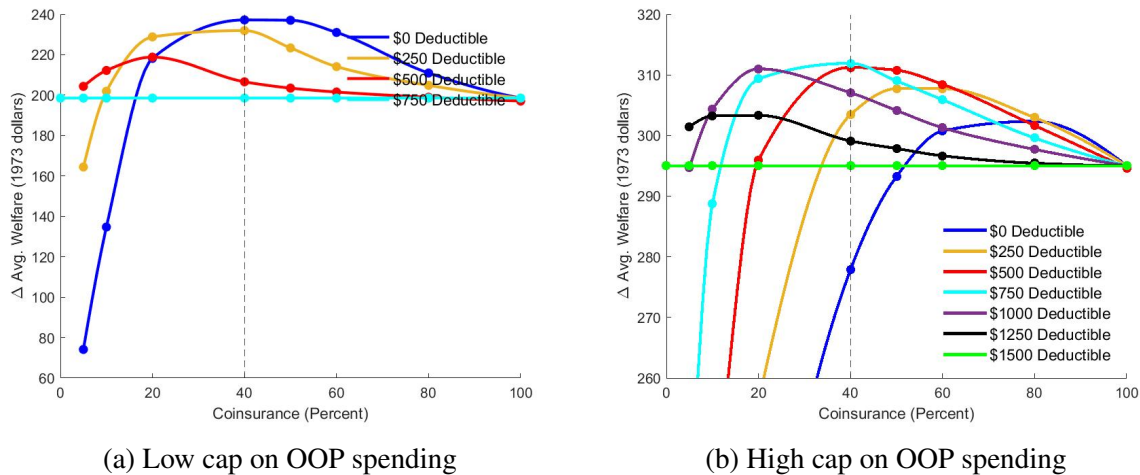 240
220
200
180
160
140
120
100
80
60
Δ Avg. Welfare (1973 dollars)
0 20 40 60 80 100
Coinsurance (Percent)
$0 Deductible
$250 Deductible
$500 Deductible
$750 Deductible
(a) Low cap on OOP spending
320
310
300
290
280
270
260
Δ Avg. Welfare (1973 dollars)
0 20 40 60 80 100
Coinsurance (Percent)
$0 Deductible
$250 Deductible
$500 Deductible
$750 Deductible
$1000 Deductible
$1250 Deductible
$1500 Deductible
(b) High cap on OOP spending